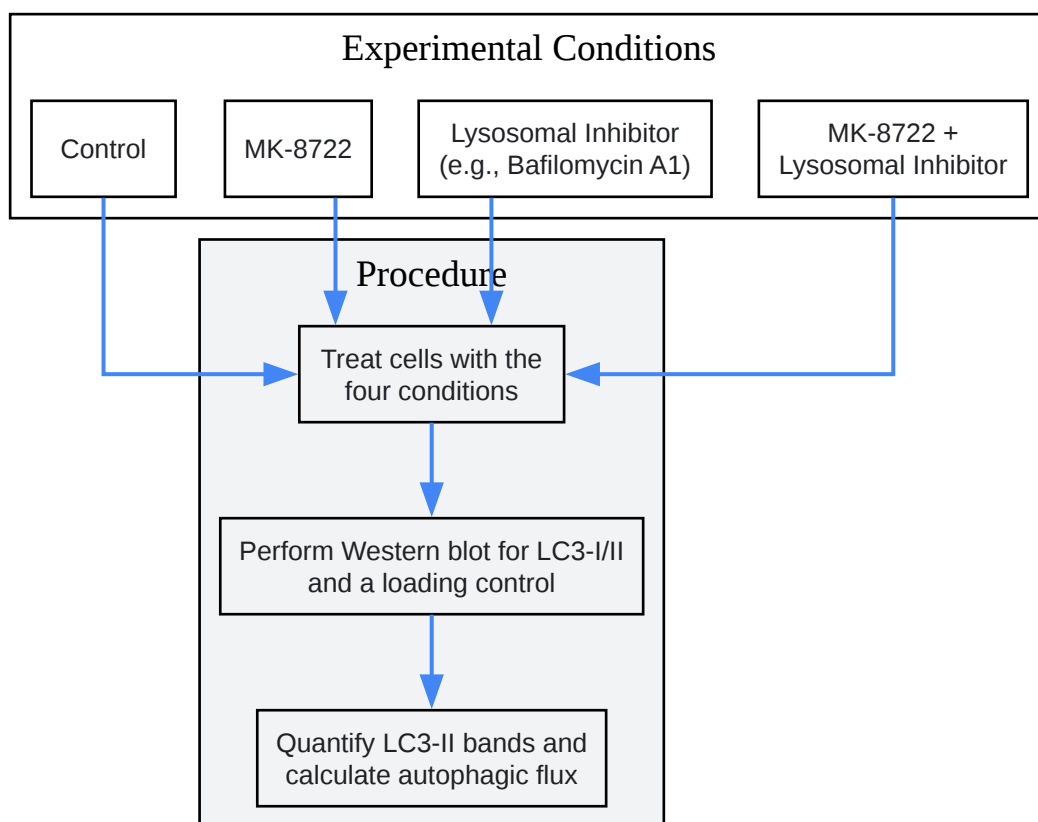 Experimental Conditions
Control
MK-8722
Lysosomal Inhibitor
(e.g., Bafilomycin A1)
MK-8722 +
Lysosomal Inhibitor
Procedure
Treat cells with the
four conditions
Perform Western blot for LC3-I/II
and a loading control
Quantify LC3-II bands and
calculate autophagic flux